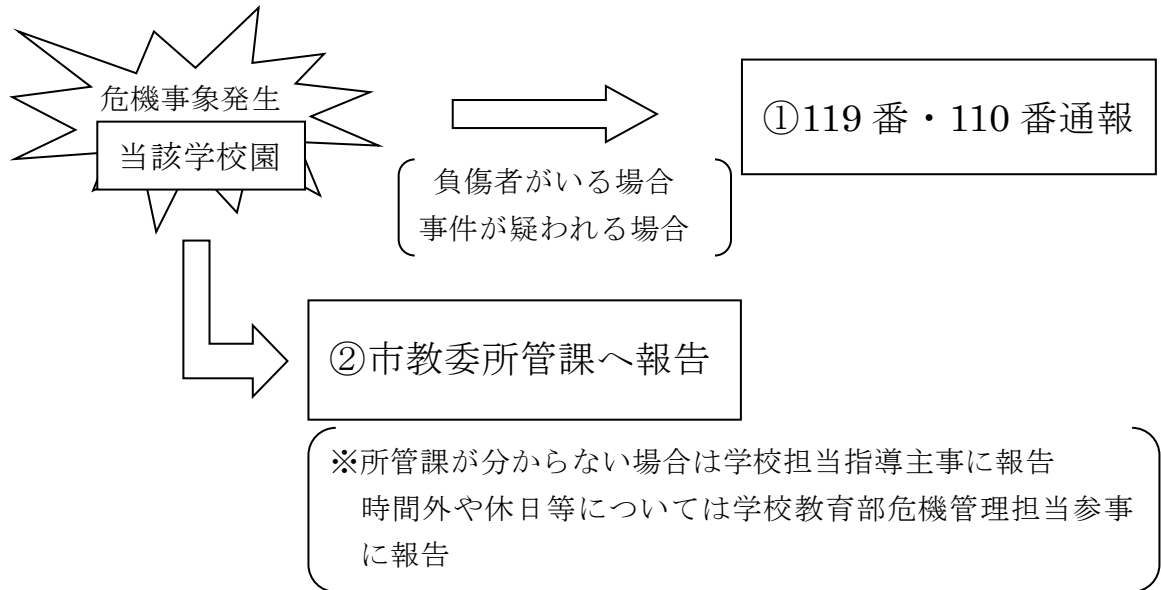 危機事象発生
当該学校園
①119番・110番通報
負傷者がいる場合
事件が疑われる場合
②市教委所管課へ報告
※所管課が分からない場合は学校担当指導主事に報告
時間外や休日等については学校教育部危機管理担当参事
に報告